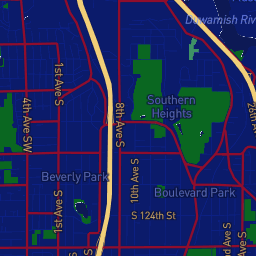 Duwamish Riv
1st Ave S
4th Ave SW
8th Ave S
Southern
Heights
Beverly Park
10th Ave S
Boulevard Park
1st Ave S
S 124th St